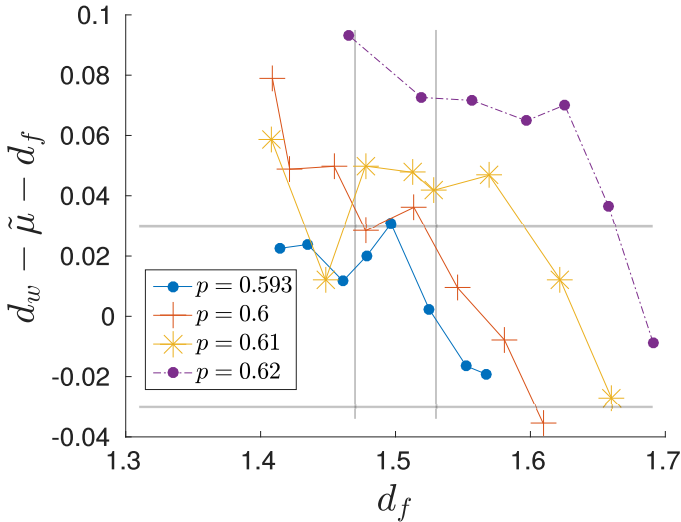 0.1
0.08
0.06
0.04
0.02
0
-0.02
-0.04
1.3 1.4 1.5 1.6 1.7
d_w − μ̃ − d_f
d_f
p = 0.593
p = 0.6
p = 0.61
p = 0.62